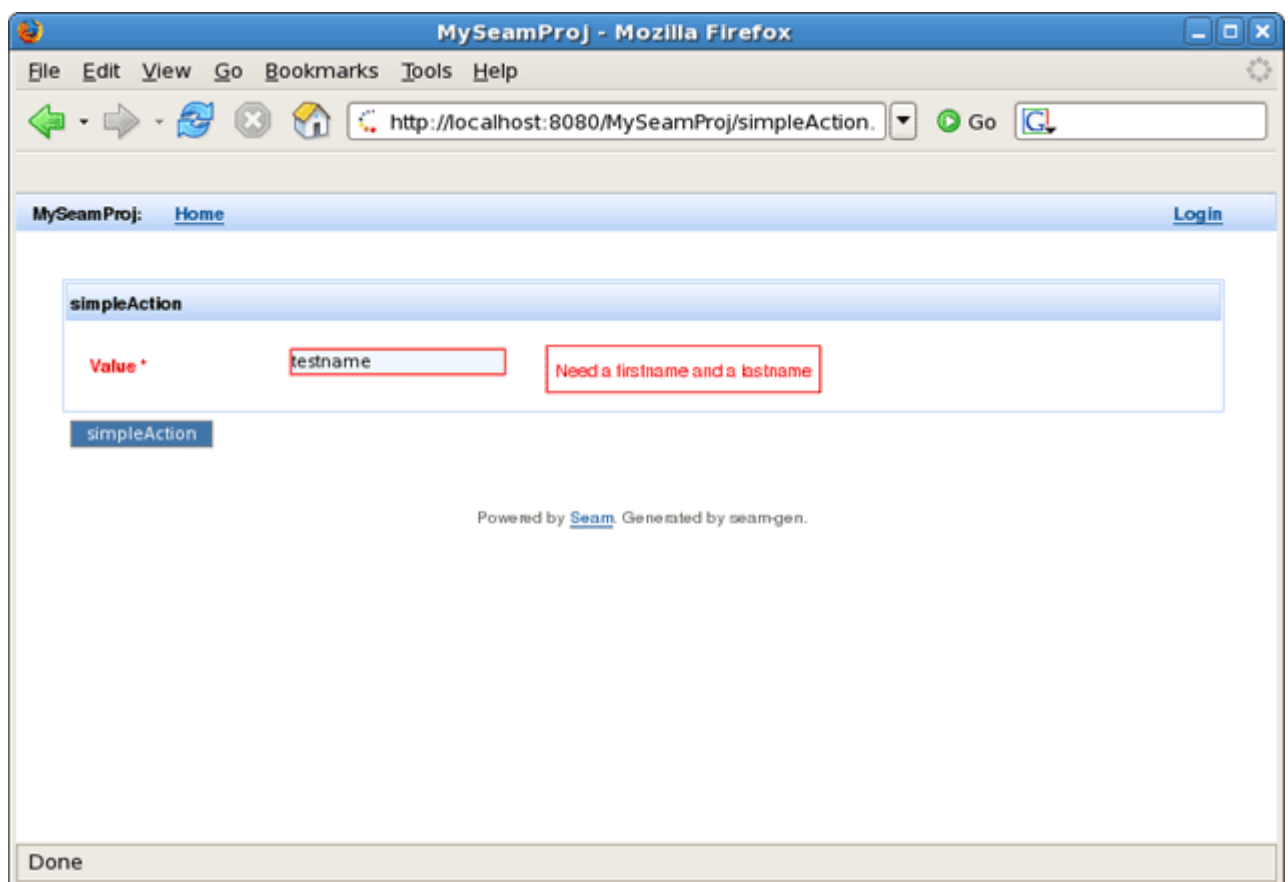 MySeamProj - Mozilla Firefox
File Edit View Go Bookmarks Tools Help
http://localhost:8080/MySeamProj/simpleAction. Go G
MySeamProj: Home Login
simpleAction
Value * testname Need a firstname and a lastname
simpleAction
Powered by Seam. Generated by seam-gen.
Done